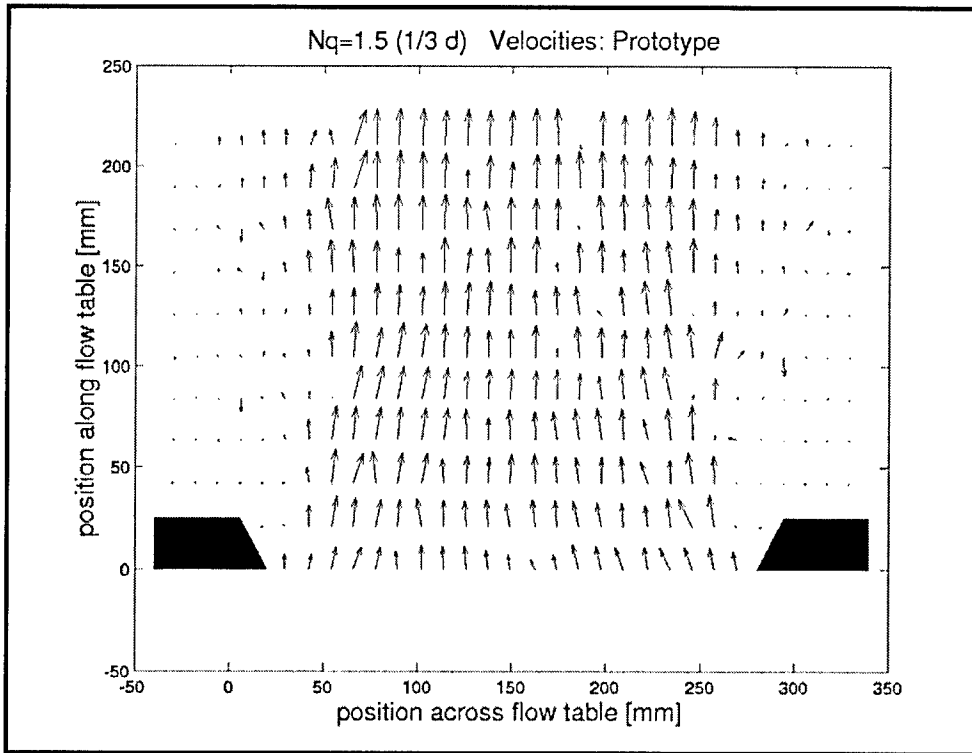 Nq=1.5 (1/3 d) Velocities: Prototype
position along flow table [mm]
250
200
150
100
50
0
-50
-50 0 50 100 150 200 250 300 350
position across flow table [mm]